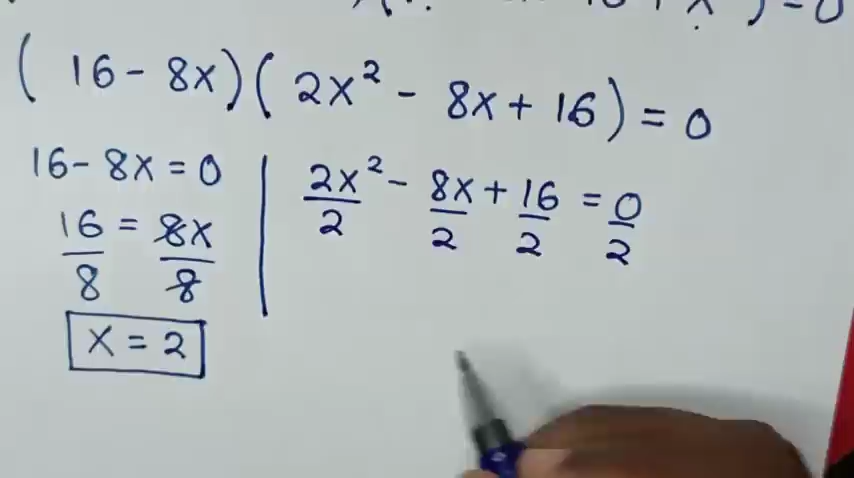 ) = 0
(16 - 8x)(2x² - 8x + 16) = 0
16 - 8x = 0
16/8 = 8x/8
x = 2
2x²/2 - 8x/2 + 16/2 = 0/2